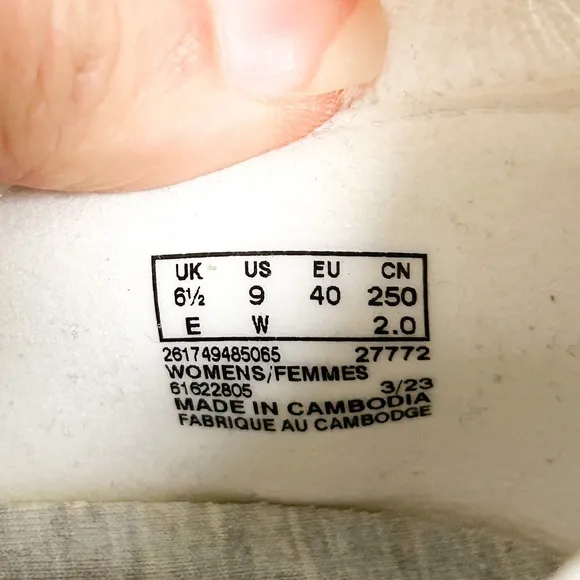 UK US EU CN
6½ 9 40 250
E W 2.0
261749485065 27772
WOMENS/FEMMES
61622805 3/23
MADE IN CAMBODIA
FABRIQUE AU CAMBODGE